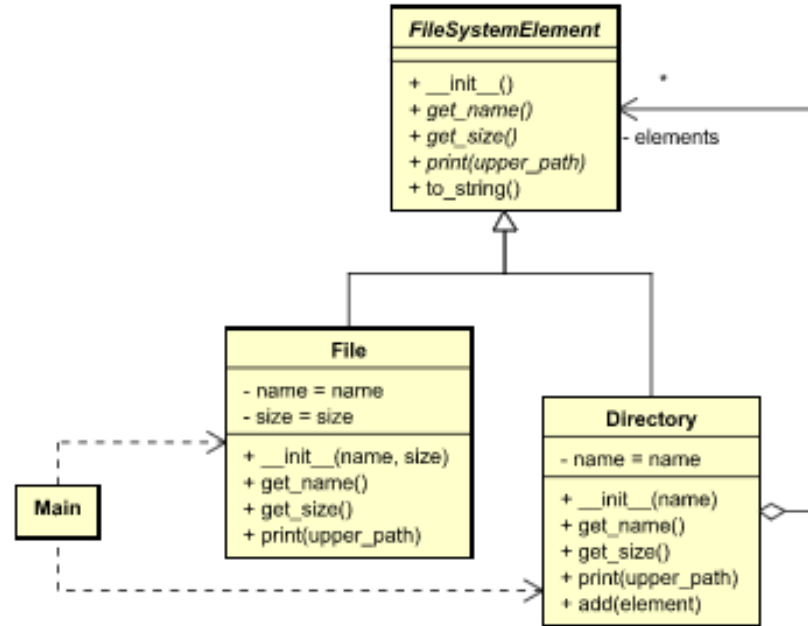 FileSystemElement
+ __init__()
+ get_name()
+ get_size()
+ print(upper_path)
+ to_string()
*
- elements
File
- name = name
- size = size
+ __init__(name, size)
+ get_name()
+ get_size()
+ print(upper_path)
Directory
- name = name
+ __init__(name)
+ get_name()
+ get_size()
+ print(upper_path)
+ add(element)
Main